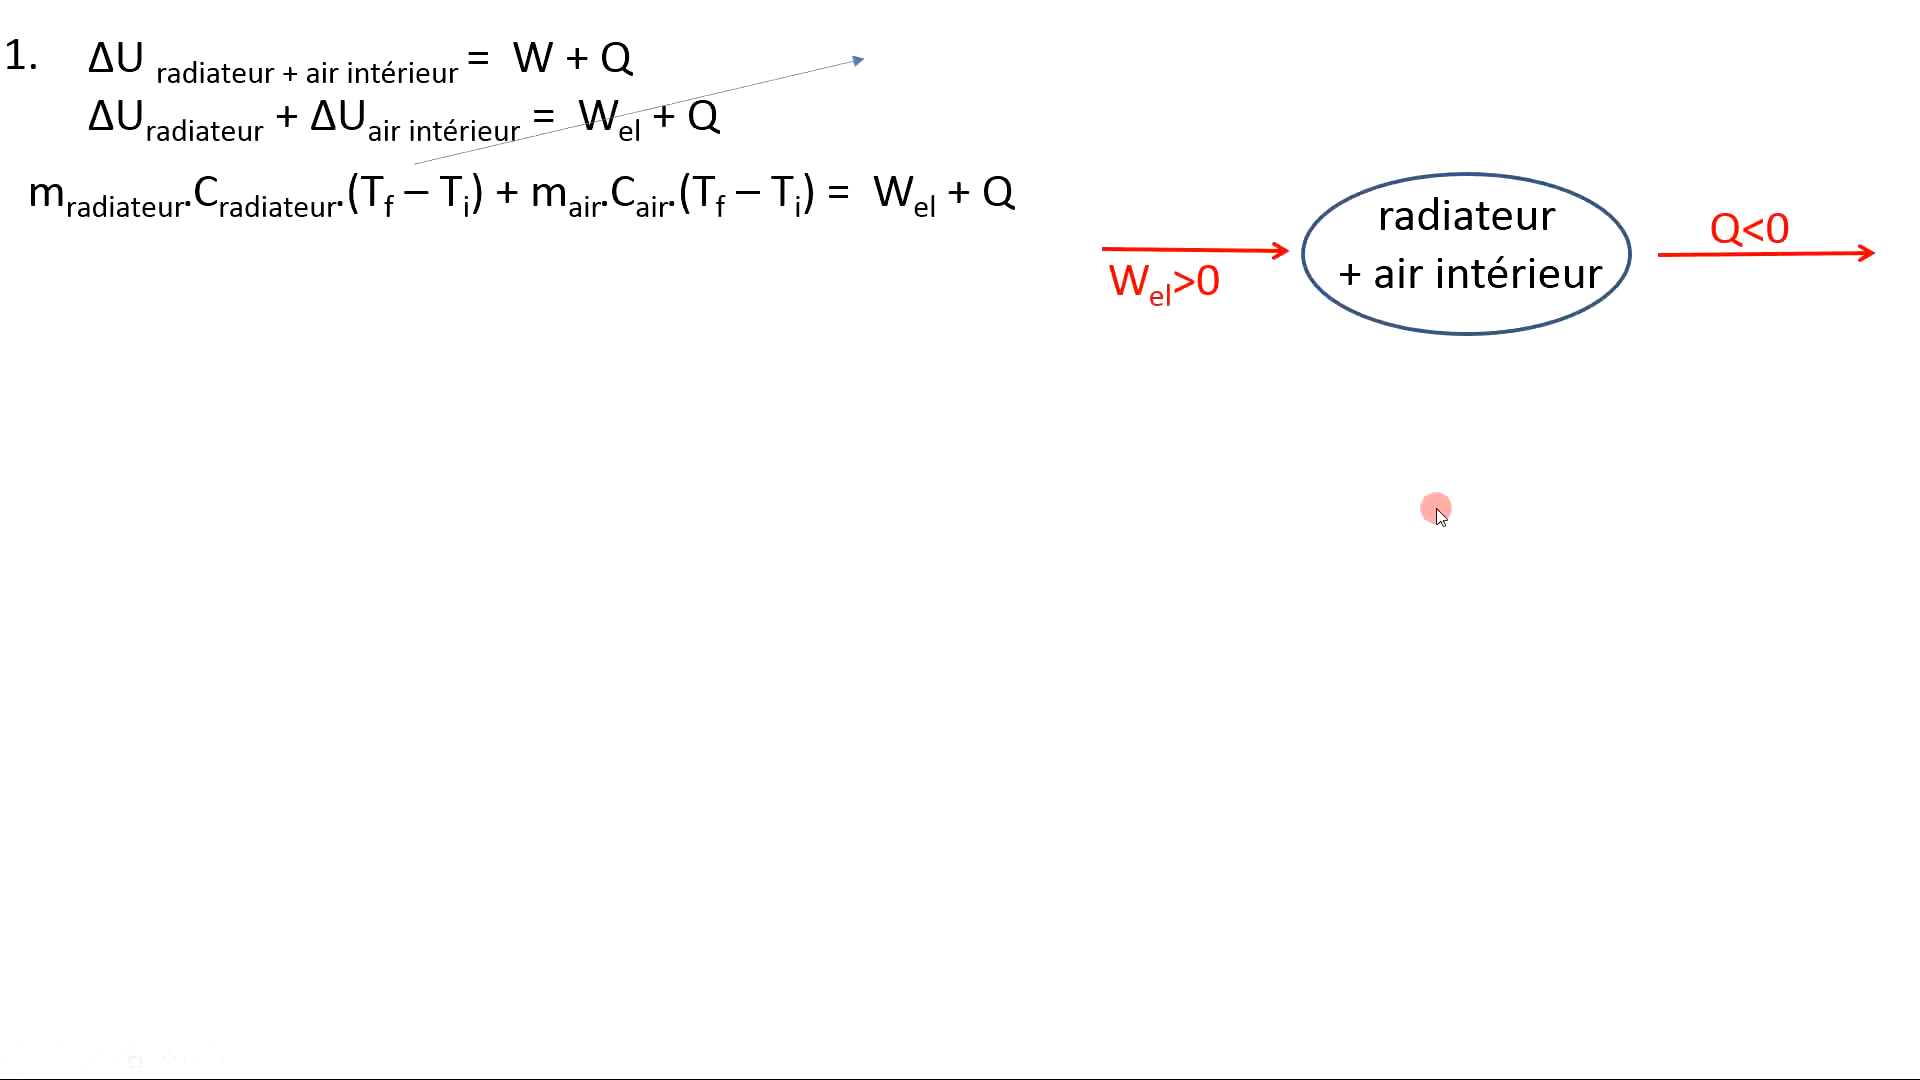 1. ΔU radiateur + air intérieur = W + Q
ΔUradiateur + ΔUair intérieur = Wel + Q
mradiateur.Cradiateur.(Tf – Ti) + mair.Cair.(Tf – Ti) = Wel + Q
radiateur
+ air intérieur
Wel>0
Q<0